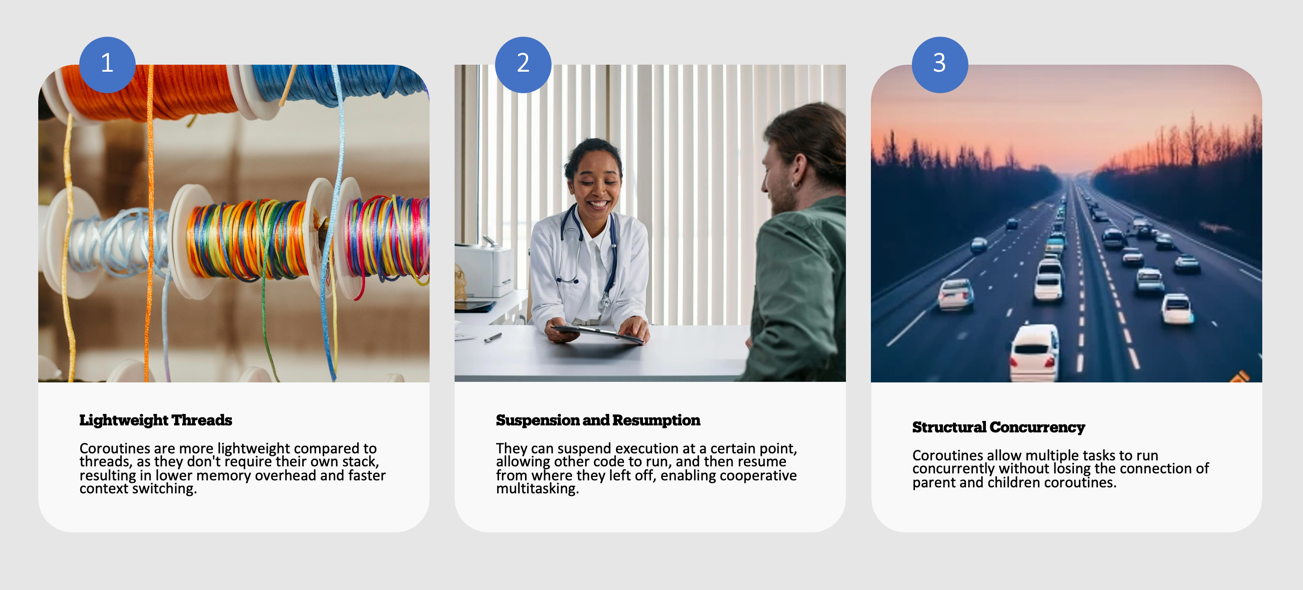 1
2
3
Lightweight Threads
Coroutines are more lightweight compared to
threads, as they don't require their own stack,
resulting in lower memory overhead and faster
context switching.
Suspension and Resumption
They can suspend execution at a certain point,
allowing other code to run, and then resume
from where they left off, enabling cooperative
multitasking.
Structural Concurrency
Coroutines allow multiple tasks to run
concurrently without losing the connection of
parent and children coroutines.